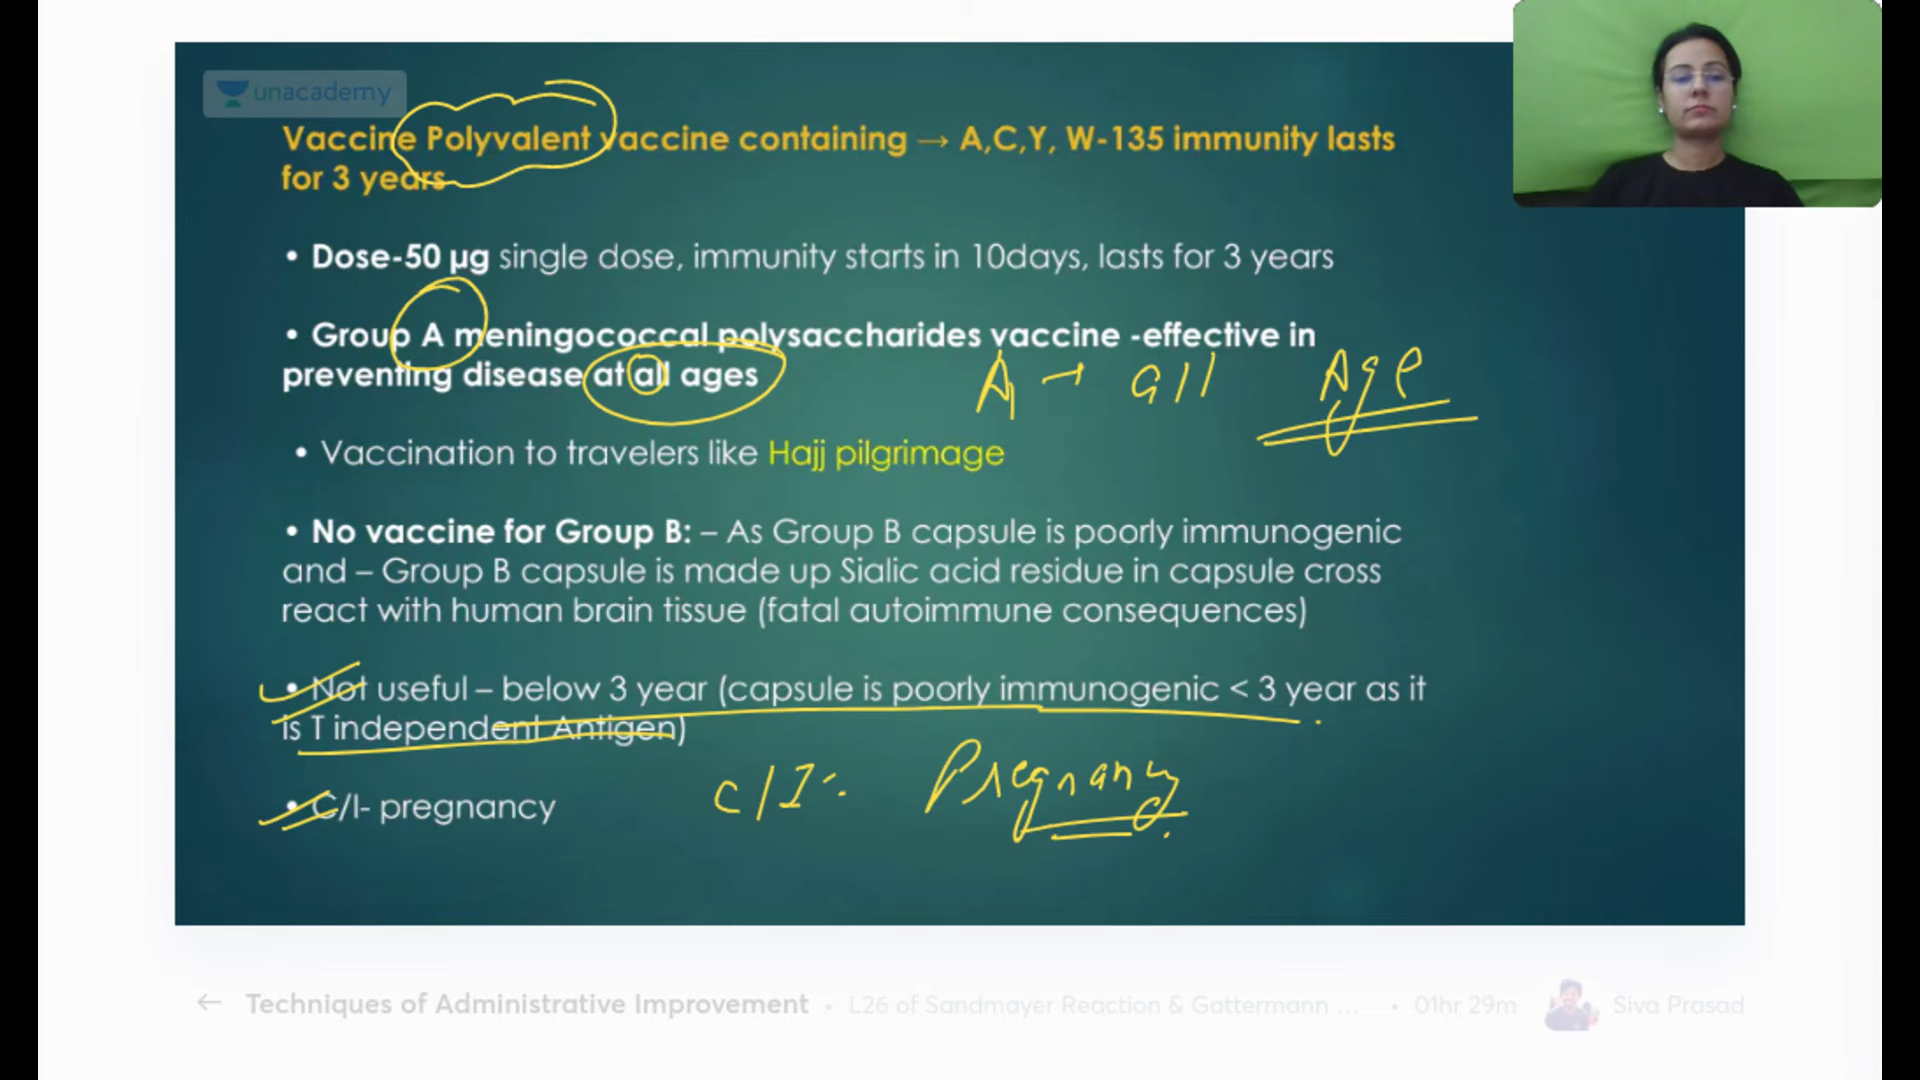 unacademy
Vaccine Polyvalent vaccine containing → A,C,Y, W-135 immunity lasts
for 3 years
• Dose-50 µg single dose, immunity starts in 10days, lasts for 3 years
• Group A meningococcal polysaccharides vaccine -effective in
preventing disease at all ages
A → all Age
• Vaccination to travelers like Hajj pilgrimage
• No vaccine for Group B: – As Group B capsule is poorly immunogenic
and – Group B capsule is made up Sialic acid residue in capsule cross
react with human brain tissue (fatal autoimmune consequences)
• Not useful – below 3 year (capsule is poorly immunogenic < 3 year as it
is T independent Antigen)
• C/I- pregnancy
C/I:- Pregnancy
← Techniques of Administrative Improvement • L26 of Sandmayer Reaction & Gattermann ... • 01hr 29m Siva Prasad